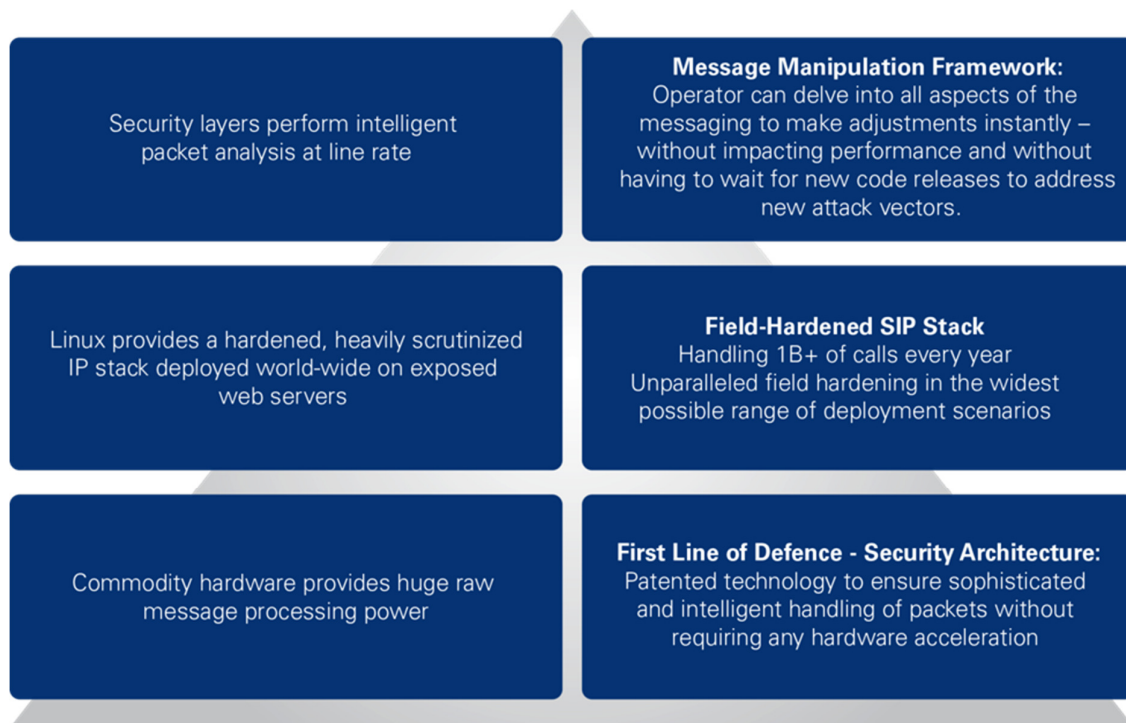 Security layers perform intelligent
packet analysis at line rate
Message Manipulation Framework:
Operator can delve into all aspects of the
messaging to make adjustments instantly –
without impacting performance and without
having to wait for new code releases to address
new attack vectors.
Linux provides a hardened, heavily scrutinized
IP stack deployed world-wide on exposed
web servers
Field-Hardened SIP Stack
Handling 1B+ of calls every year
Unparalleled field hardening in the widest
possible range of deployment scenarios
Commodity hardware provides huge raw
message processing power
First Line of Defence - Security Architecture:
Patented technology to ensure sophisticated
and intelligent handling of packets without
requiring any hardware acceleration